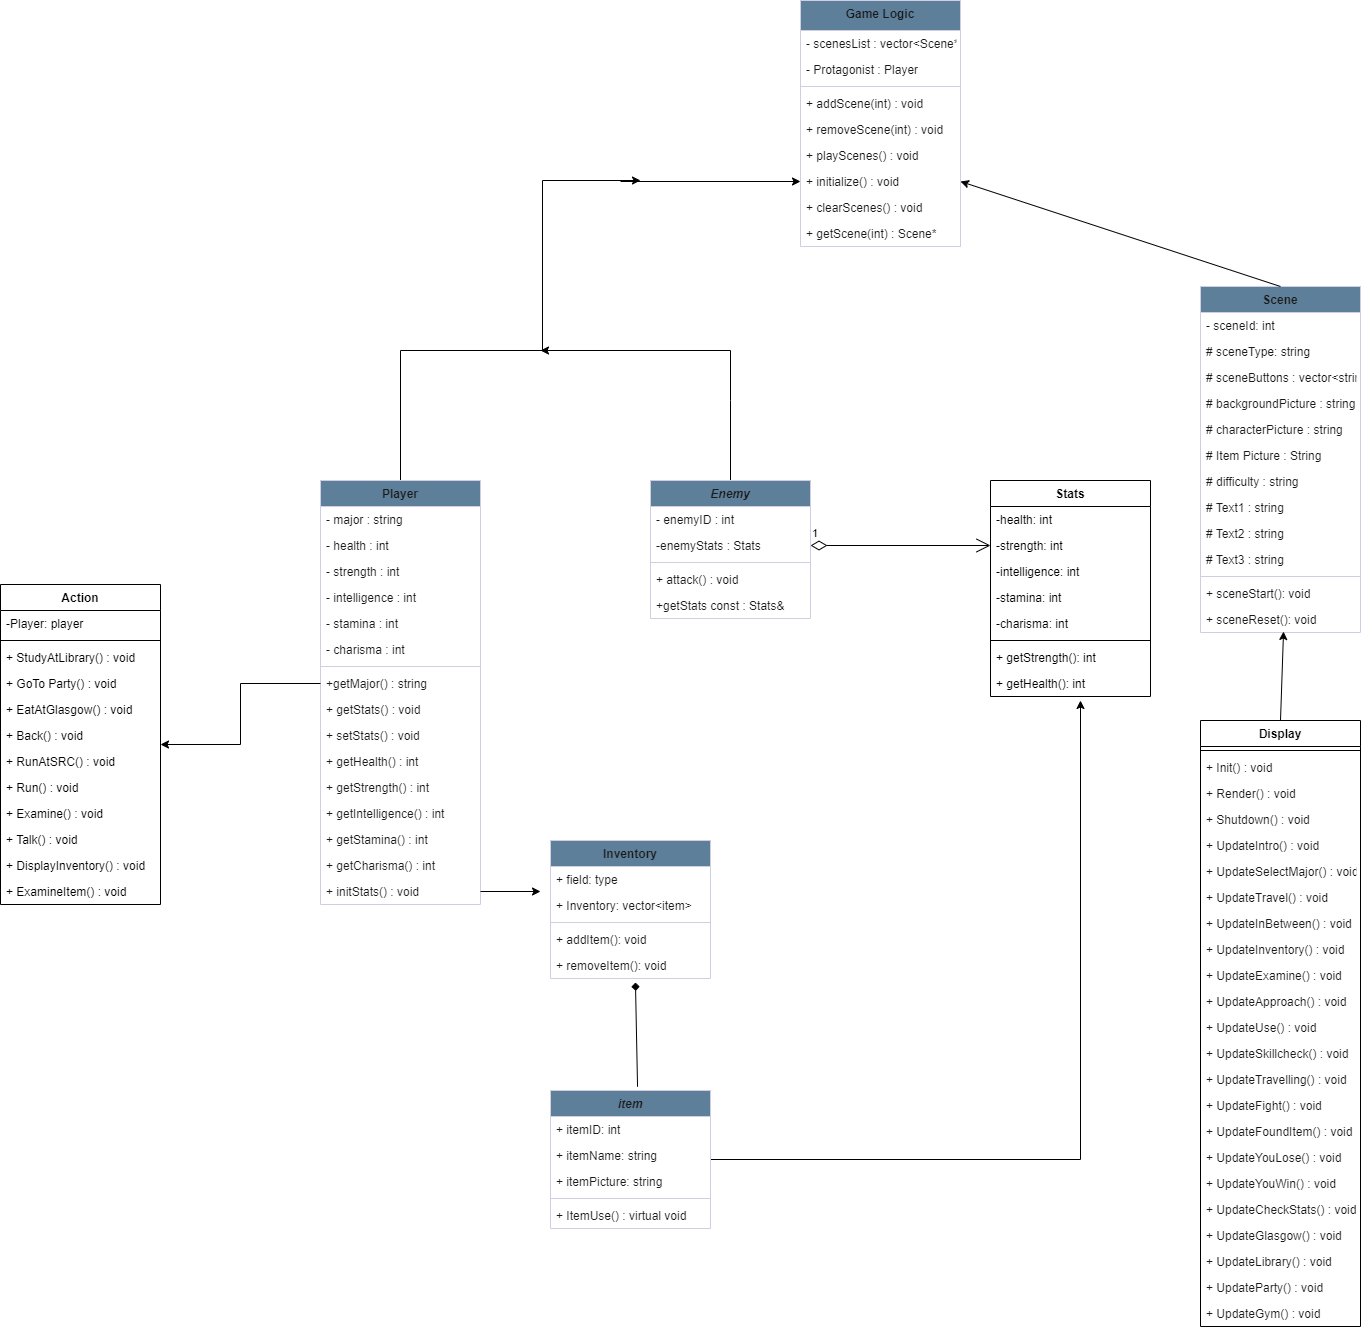 Game Logic
- scenesList : vector<Scene*
- Protagonist : Player
+ addScene(int) : void
+ removeScene(int) : void
+ playScenes() : void
+ initialize() : void
+ clearScenes() : void
+ getScene(int) : Scene*
Scene
- sceneId: int
# sceneType: string
# sceneButtons : vector<stri
# backgroundPicture : string
# characterPicture : string
# Item Picture : String
# difficulty : string
# Text1 : string
# Text2 : string
# Text3 : string
+ sceneStart(): void
+ sceneReset(): void
Player
- major : string
- health : int
- strength : int
- intelligence : int
- stamina : int
- charisma : int
+getMajor() : string
+ getStats() : void
+ setStats() : void
+ getHealth() : int
+ getStrength() : int
+ getIntelligence() : int
+ getStamina() : int
+ getCharisma() : int
+ initStats() : void
Enemy
- enemyID : int
-enemyStats : Stats
+ attack() : void
+getStats const : Stats&
1
Stats
-health: int
-strength: int
-intelligence: int
-stamina: int
-charisma: int
+ getStrength(): int
+ getHealth(): int
Action
-Player: player
+ StudyAtLibrary() : void
+ GoTo Party() : void
+ EatAtGlasgow() : void
+ Back() : void
+ RunAtSRC() : void
+ Run() : void
+ Examine() : void
+ Talk() : void
+ DisplayInventory() : void
+ ExamineItem() : void
Inventory
+ field: type
+ Inventory: vector<item>
+ addItem(): void
+ removeItem(): void
item
+ itemID: int
+ itemName: string
+ itemPicture: string
+ ItemUse() : virtual void
Display
+ Init() : void
+ Render() : void
+ Shutdown() : void
+ UpdateIntro() : void
+ UpdateSelectMajor() : void
+ UpdateTravel() : void
+ UpdateInBetween() : void
+ UpdateInventory() : void
+ UpdateExamine() : void
+ UpdateApproach() : void
+ UpdateUse() : void
+ UpdateSkillcheck() : void
+ UpdateTravelling() : void
+ UpdateFight() : void
+ UpdateFoundItem() : void
+ UpdateYouLose() : void
+ UpdateYouWin() : void
+ UpdateCheckStats() : void
+ UpdateGlasgow() : void
+ UpdateLibrary() : void
+ UpdateParty() : void
+ UpdateGym() : void